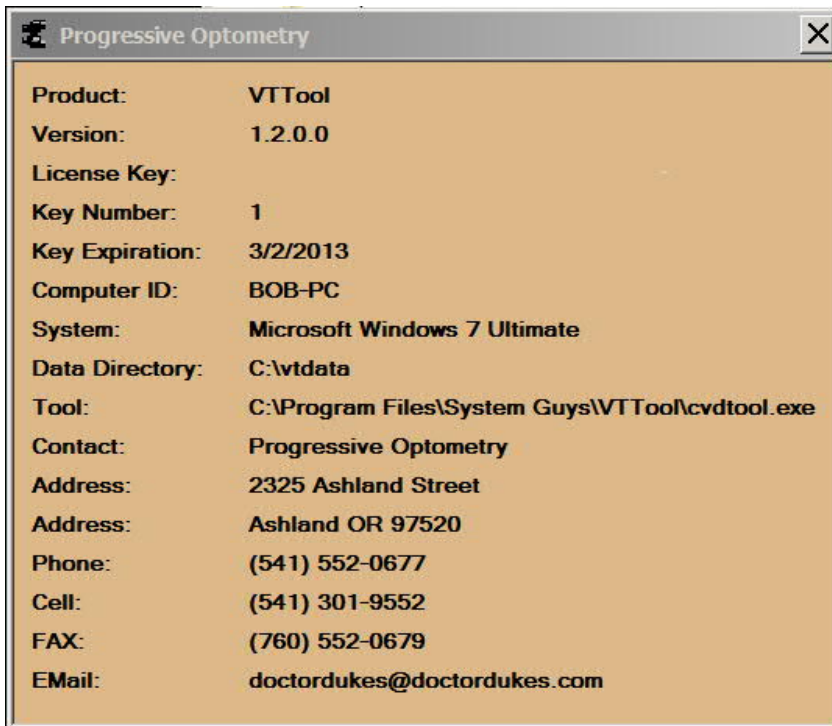 Progressive Optometry
Product: VTTool
Version: 1.2.0.0
License Key:
Key Number: 1
Key Expiration: 3/2/2013
Computer ID: BOB-PC
System: Microsoft Windows 7 Ultimate
Data Directory: C:\vtdata
Tool: C:\Program Files\System Guys\VTTool\cvdtool.exe
Contact: Progressive Optometry
Address: 2325 Ashland Street
Address: Ashland OR 97520
Phone: (541) 552-0677
Cell: (541) 301-9552
FAX: (760) 552-0679
EMail: doctordukes@doctordukes.com